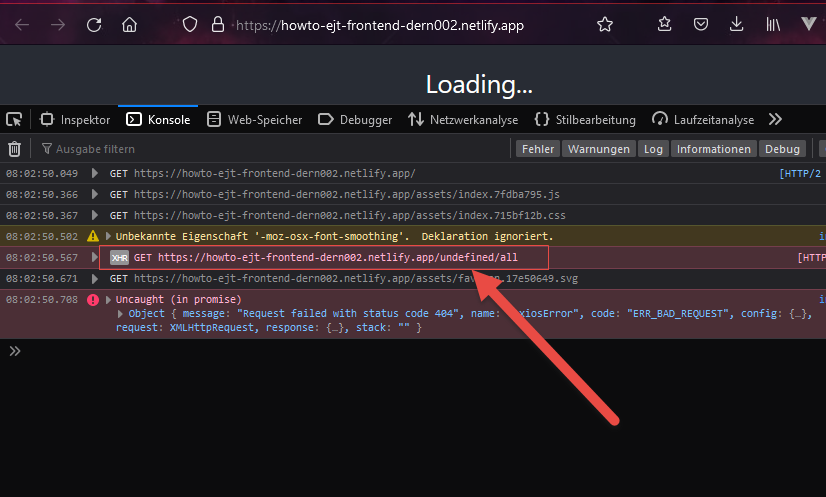 https://howto-ejt-frontend-dern002.netlify.app
Loading...
Inspektor Konsole Web-Speicher Debugger Netzwerkanalyse Stilbearbeitung Laufzeitanalyse
Ausgabe filtern Fehler Warnungen Log Informationen Debug
08:02:50.049 GET https://howto-ejt-frontend-dern002.netlify.app/ [HTTP/2
08:02:50.366 GET https://howto-ejt-frontend-dern002.netlify.app/assets/index.7fdba795.js
08:02:50.367 GET https://howto-ejt-frontend-dern002.netlify.app/assets/index.715bf12b.css
08:02:50.502 Unbekannte Eigenschaft '-moz-osx-font-smoothing'. Deklaration ignoriert.
08:02:50.567 XHR GET https://howto-ejt-frontend-dern002.netlify.app/undefined/all [HTTP
08:02:50.671 GET https://howto-ejt-frontend-dern002.netlify.app/assets/fav 17e50649.svg
08:02:50.708 Uncaught (in promise)
Object { message: "Request failed with status code 404", name: xiosError", code: "ERR_BAD_REQUEST", config: {…},
request: XMLHttpRequest, response: {…}, stack: "" }